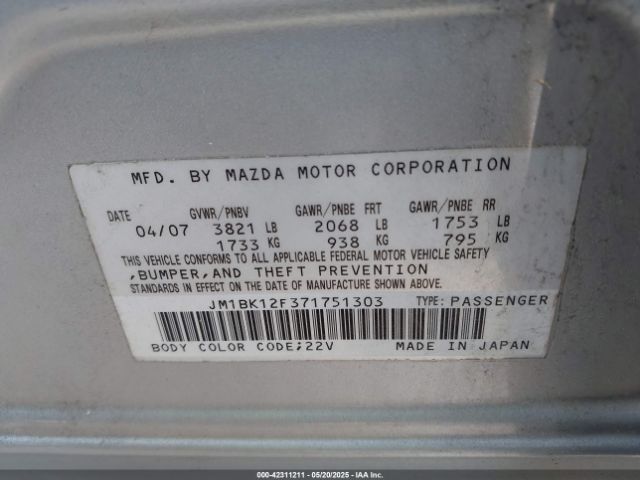 MFD. BY MAZDA MOTOR CORPORATION
DATE GVWR/PNBV GAWR/PNBE FRT GAWR/PNBE RR
04/07 3821 LB 2068 LB 1753 LB
1733 KG 938 KG 795 KG
THIS VEHICLE CONFORMS TO ALL APPLICABLE FEDERAL MOTOR VEHICLE SAFETY
,BUMPER,AND THEFT PREVENTION
STANDARDS IN EFFECT ON THE DATE OF MANUFACTURE SHOWN ABOVE.
JM1BK12F371751303 TYPE: PASSENGER
BODY COLOR CODE;22V MADE IN JAPAN
000-42311211 - 05/20/2025 - IAAI.com